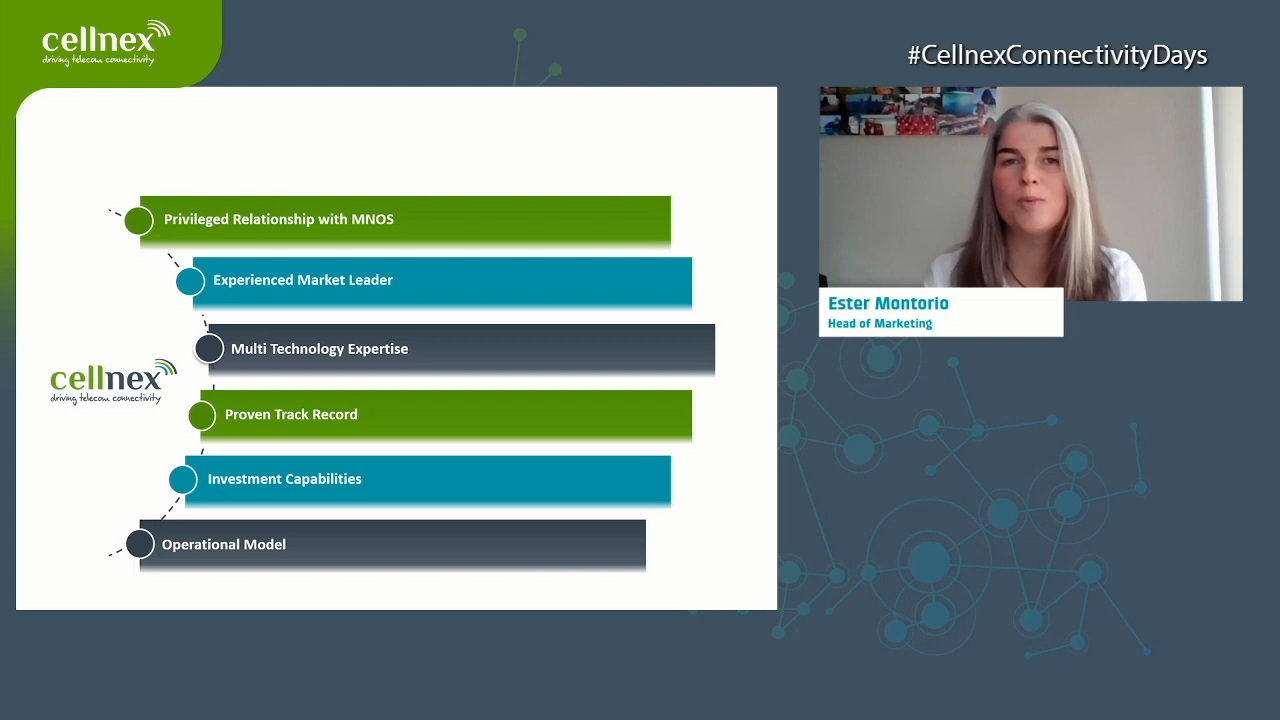 cellnex
driving telecom connectivity
#CellnexConnectivityDays
Privileged Relationship with MNOS
Experienced Market Leader
Multi Technology Expertise
cellnex
driving telecom connectivity
Proven Track Record
Investment Capabilities
Operational Model
Ester Montorio
Head of Marketing